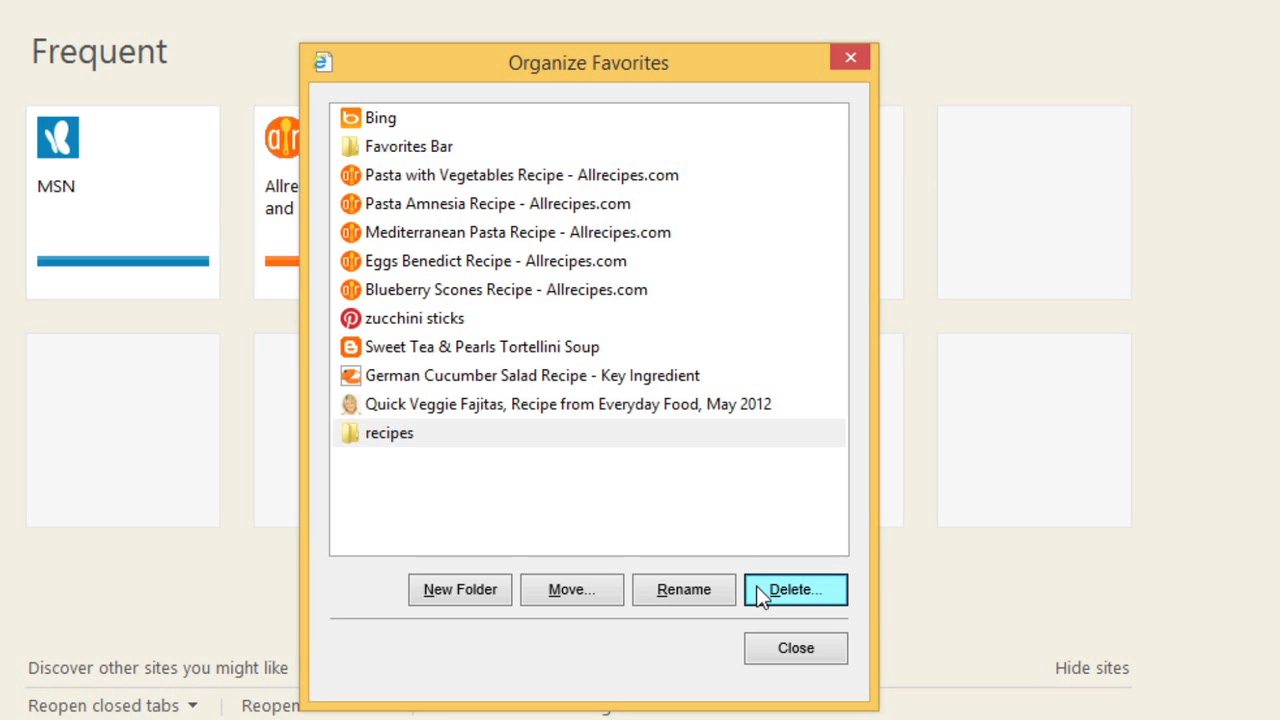 Frequent
MSN
Allre
and
Organize Favorites
Bing
Favorites Bar
Pasta with Vegetables Recipe - Allrecipes.com
Pasta Amnesia Recipe - Allrecipes.com
Mediterranean Pasta Recipe - Allrecipes.com
Eggs Benedict Recipe - Allrecipes.com
Blueberry Scones Recipe - Allrecipes.com
zucchini sticks
Sweet Tea & Pearls Tortellini Soup
German Cucumber Salad Recipe - Key Ingredient
Quick Veggie Fajitas, Recipe from Everyday Food, May 2012
recipes
New Folder Move... Rename Delete...
Close
Discover other sites you might like Hide sites
Reopen closed tabs Reopen